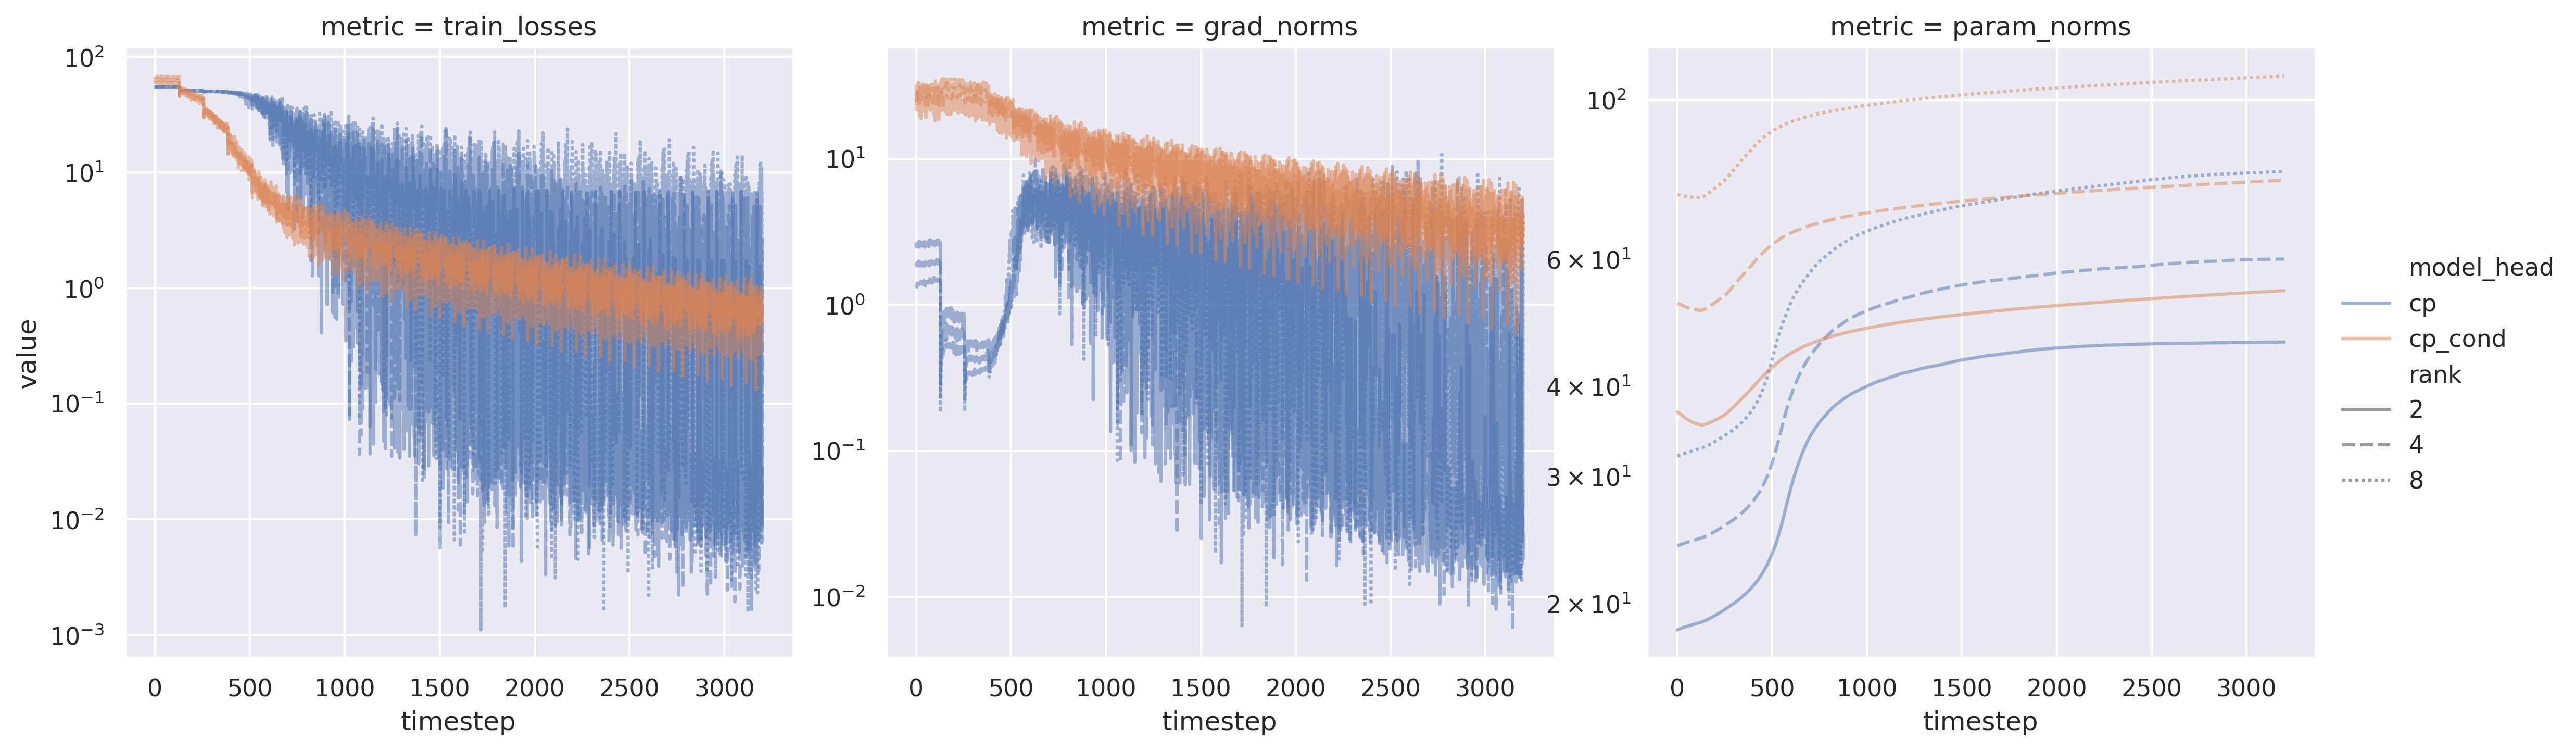 metric = train_losses
metric = grad_norms
metric = param_norms
value
10²
10¹
10⁰
10⁻¹
10⁻²
10⁻³
0 500 1000 1500 2000 2500 3000
timestep
10¹
10⁰
10⁻¹
10⁻²
0 500 1000 1500 2000 2500 3000
timestep
10²
6 × 10¹
4 × 10¹
3 × 10¹
2 × 10¹
0 500 1000 1500 2000 2500 3000
timestep
model_head
cp
cp_cond
rank
2
4
8